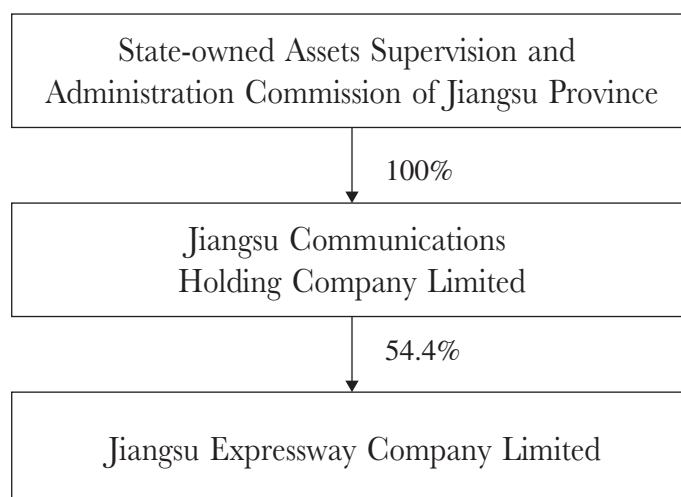 State-owned Assets Supervision and
Administration Commission of Jiangsu Province
100%
Jiangsu Communications
Holding Company Limited
54.4%
Jiangsu Expressway Company Limited